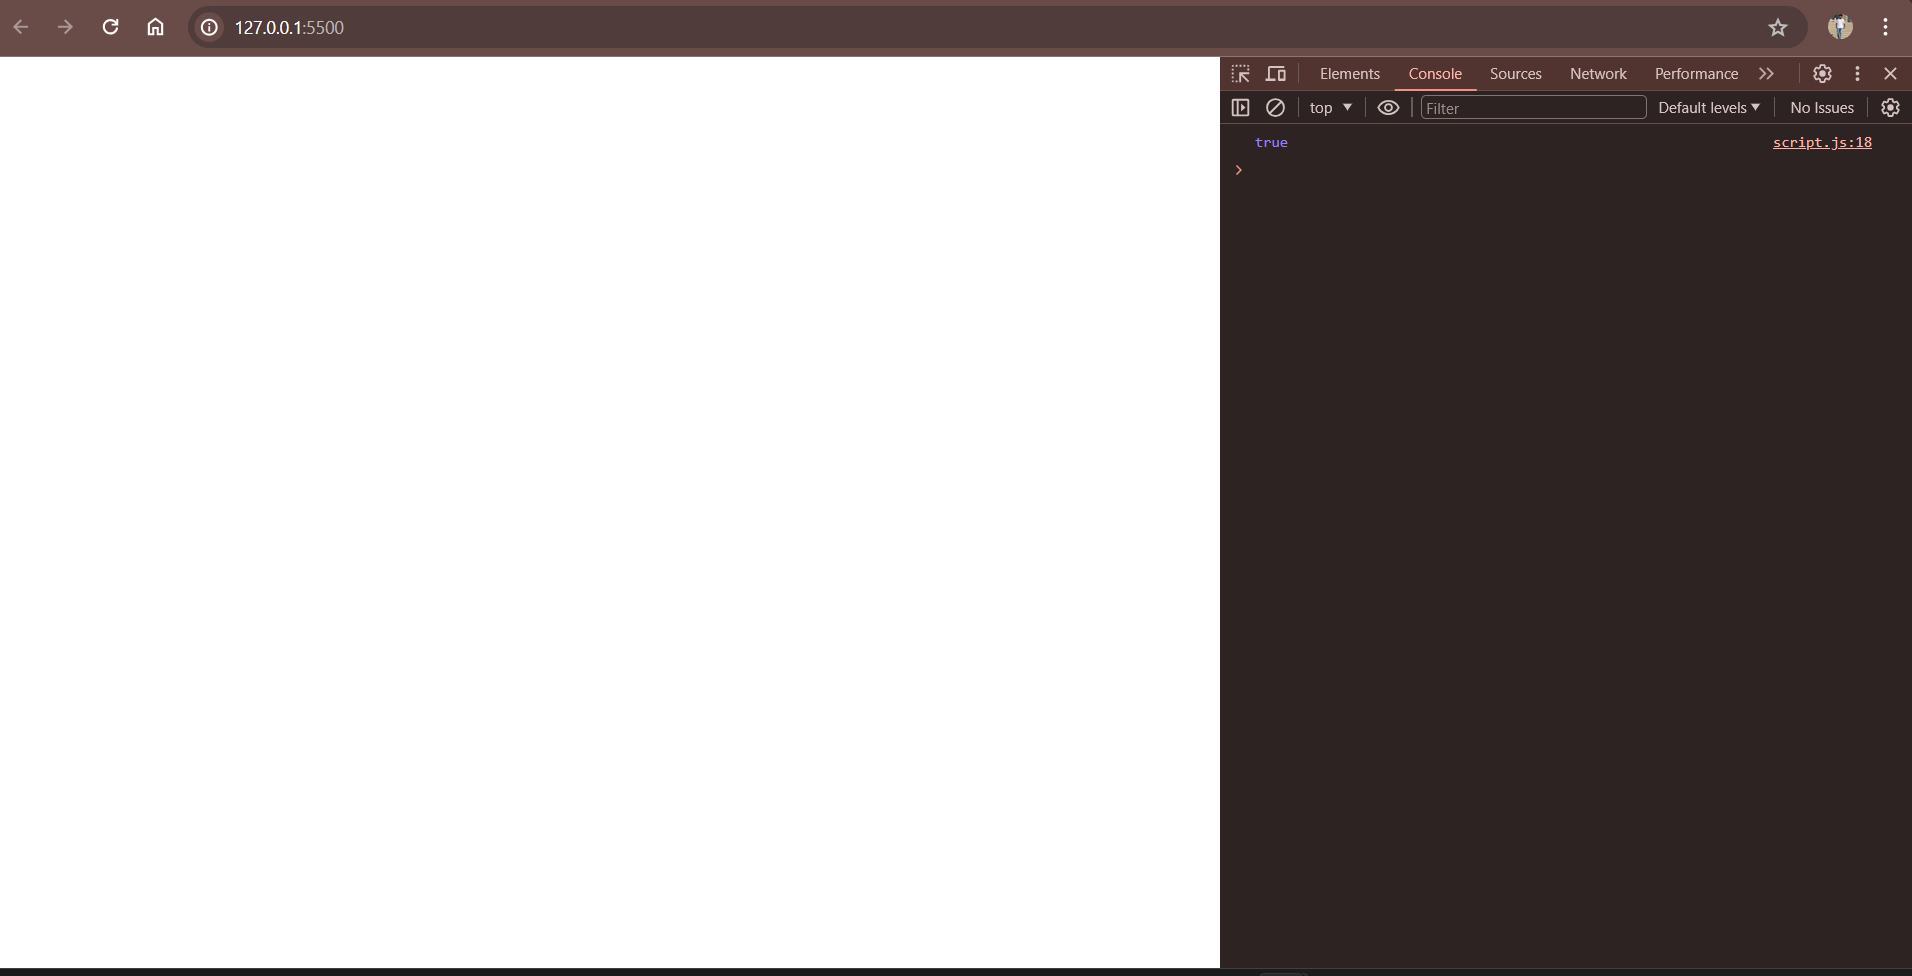 127.0.0.1:5500
Elements Console Sources Network Performance
top Filter Default levels No Issues
true script.js:18